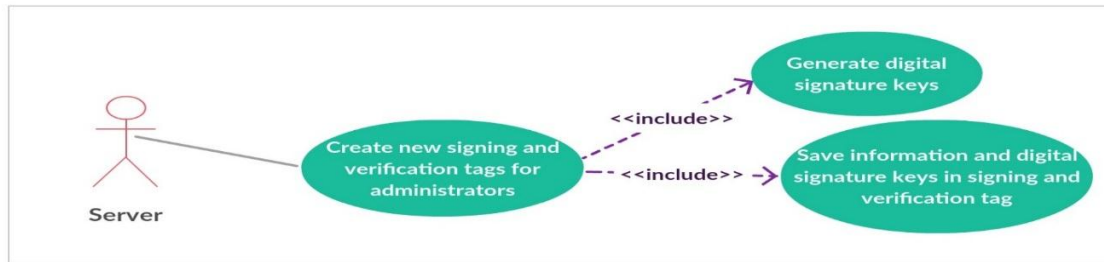 Generate digital
signature keys
<<include>>
Create new signing and
verification tags for
administrators
<<include>>
Save information and digital
signature keys in signing and
verification tag
Server